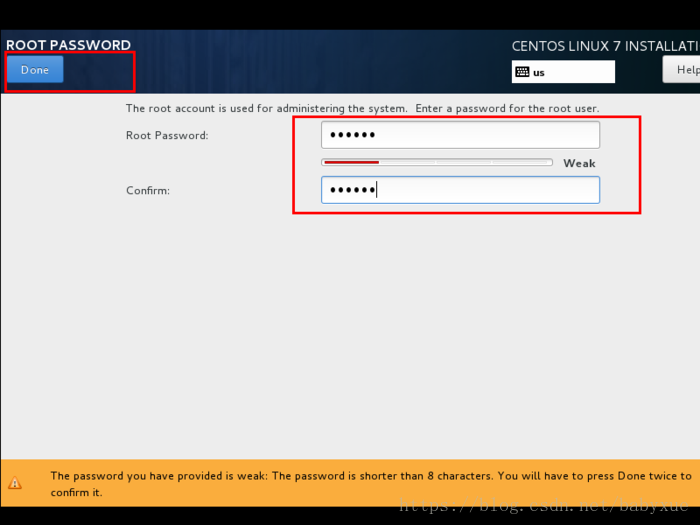 ROOT PASSWORD
CENTOS LINUX 7 INSTALLATI
Done
us
Help
The root account is used for administering the system. Enter a password for the root user.
Root Password:
••••••
Weak
Confirm:
••••••
The password you have provided is weak: The password is shorter than 8 characters. You will have to press Done twice to
confirm it.
https://blog.csdn.net/babyxue